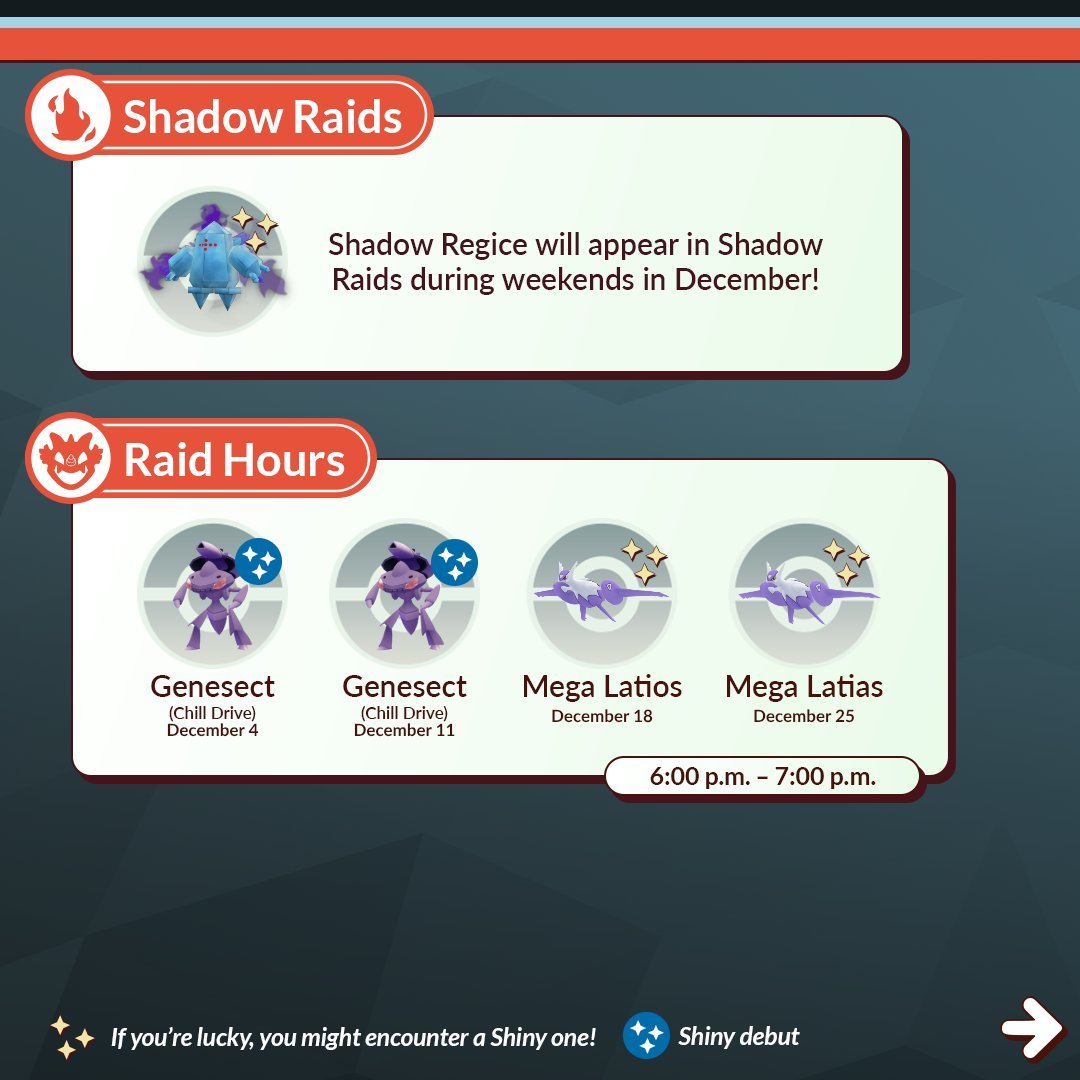 Shadow Raids
Shadow Regice will appear in Shadow
Raids during weekends in December!
Raid Hours
Genesect
(Chill Drive)
December 4
Genesect
(Chill Drive)
December 11
Mega Latios
December 18
Mega Latias
December 25
6:00 p.m. – 7:00 p.m.
If you're lucky, you might encounter a Shiny one!
Shiny debut